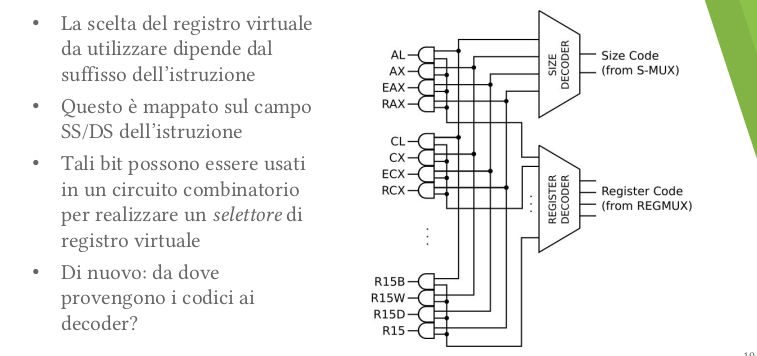 • La scelta del registro virtuale
da utilizzare dipende dal
suffisso dell'istruzione
• Questo è mappato sul campo
SS/DS dell'istruzione
• Tali bit possono essere usati
in un circuito combinatorio
per realizzare un selettore di
registro virtuale
• Di nuovo: da dove
provengono i codici ai
decoder?
AL
AX
EAX
RAX
CL
CX
ECX
RCX
R15B
R15W
R15D
R15
SIZE
DECODER
Size Code
(from S-MUX)
REGISTER
DECODER
Register Code
(from REGMUX)